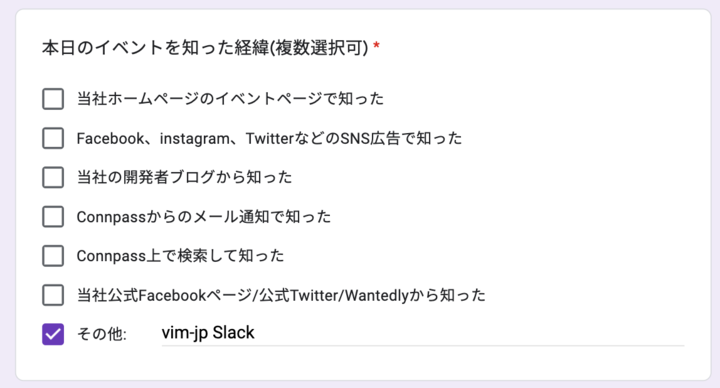 本日のイベントを知った経緯(複数選択可) *
当社ホームページのイベントページで知った
Facebook、instagram、TwitterなどのSNS広告で知った
当社の開発者ブログから知った
Connpassからのメール通知で知った
Connpass上で検索して知った
当社公式Facebookページ/公式Twitter/Wantedlyから知った
その他: vim-jp Slack